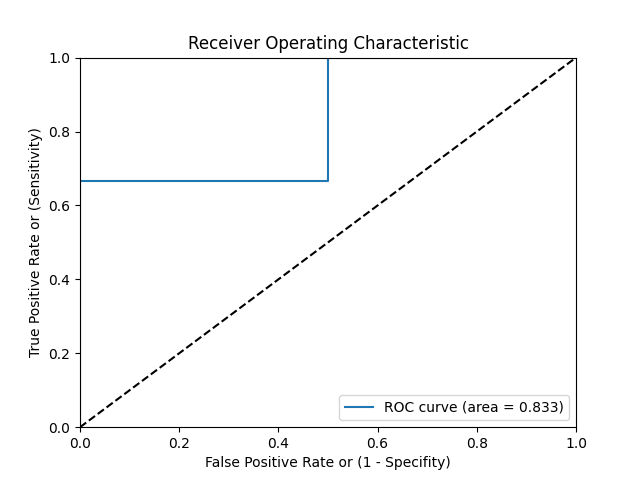 Receiver Operating Characteristic
1.0
0.8
0.6
0.4
0.2
0.0
True Positive Rate or (Sensitivity)
ROC curve (area = 0.833)
0.0 0.2 0.4 0.6 0.8 1.0
False Positive Rate or (1 - Specifity)